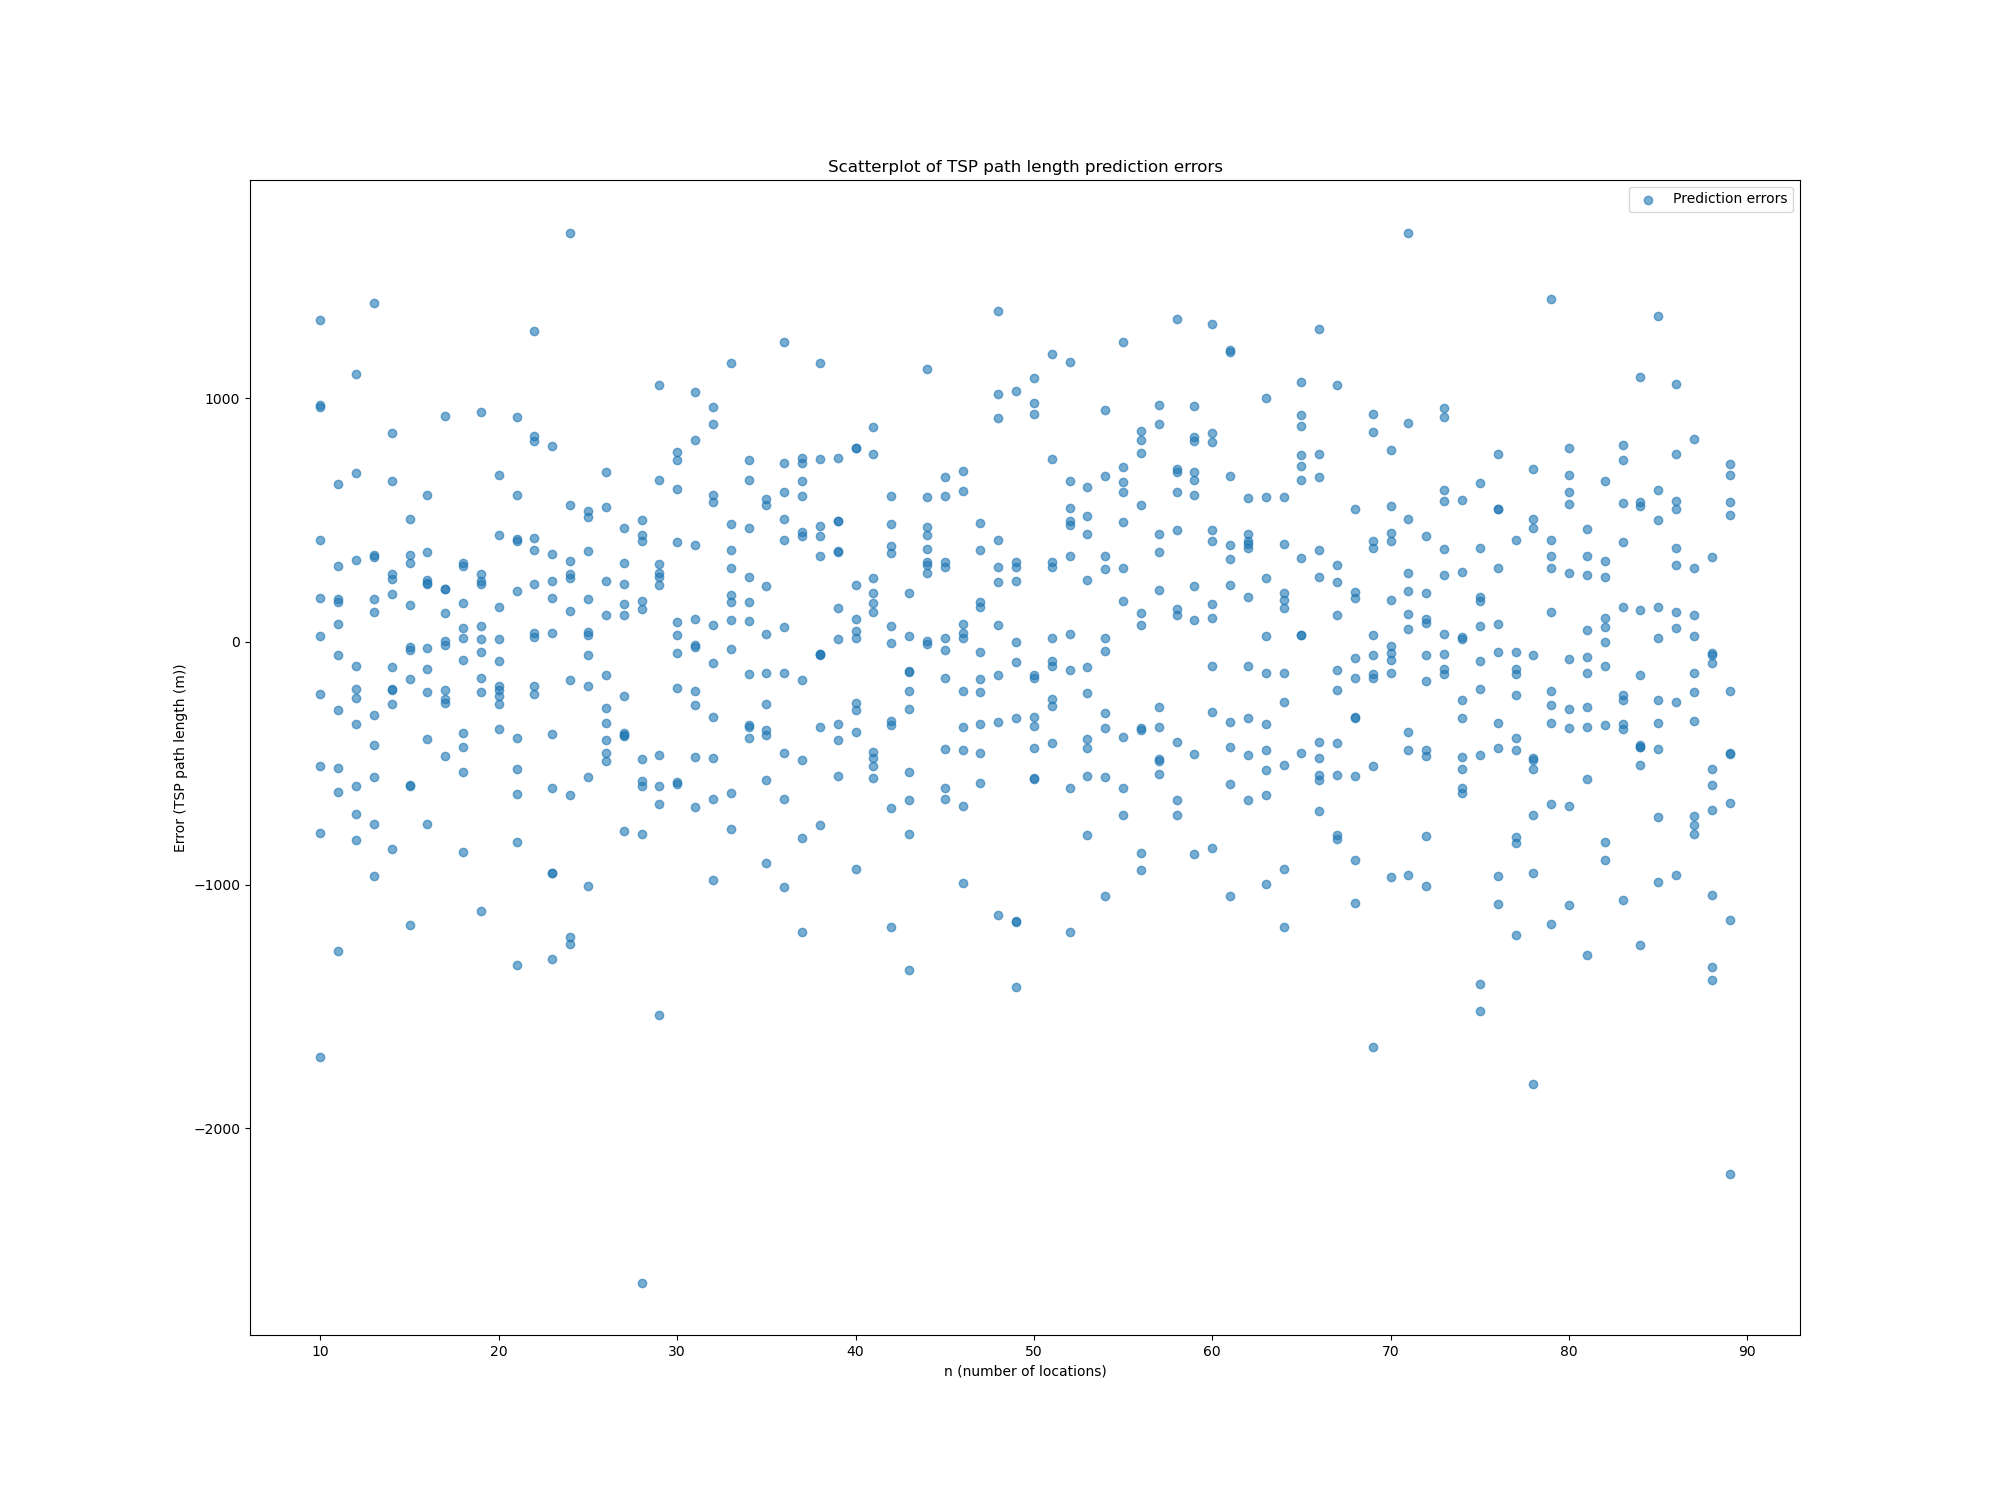 Scatterplot of TSP path length prediction errors
Prediction errors
1000
0
−1000
−2000
Error (TSP path length (m))
10 20 30 40 50 60 70 80 90
n (number of locations)